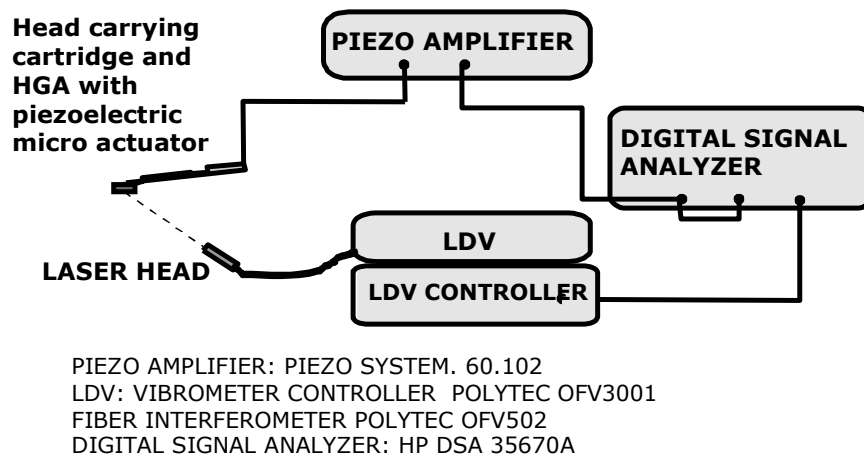 Head carrying
cartridge and
HGA with
piezoelectric
micro actuator
PIEZO AMPLIFIER
DIGITAL SIGNAL
ANALYZER
LDV
LASER HEAD
LDV CONTROLLER
PIEZO AMPLIFIER: PIEZO SYSTEM. 60.102
LDV: VIBROMETER CONTROLLER POLYTEC OFV3001
FIBER INTERFEROMETER POLYTEC OFV502
DIGITAL SIGNAL ANALYZER: HP DSA 35670A